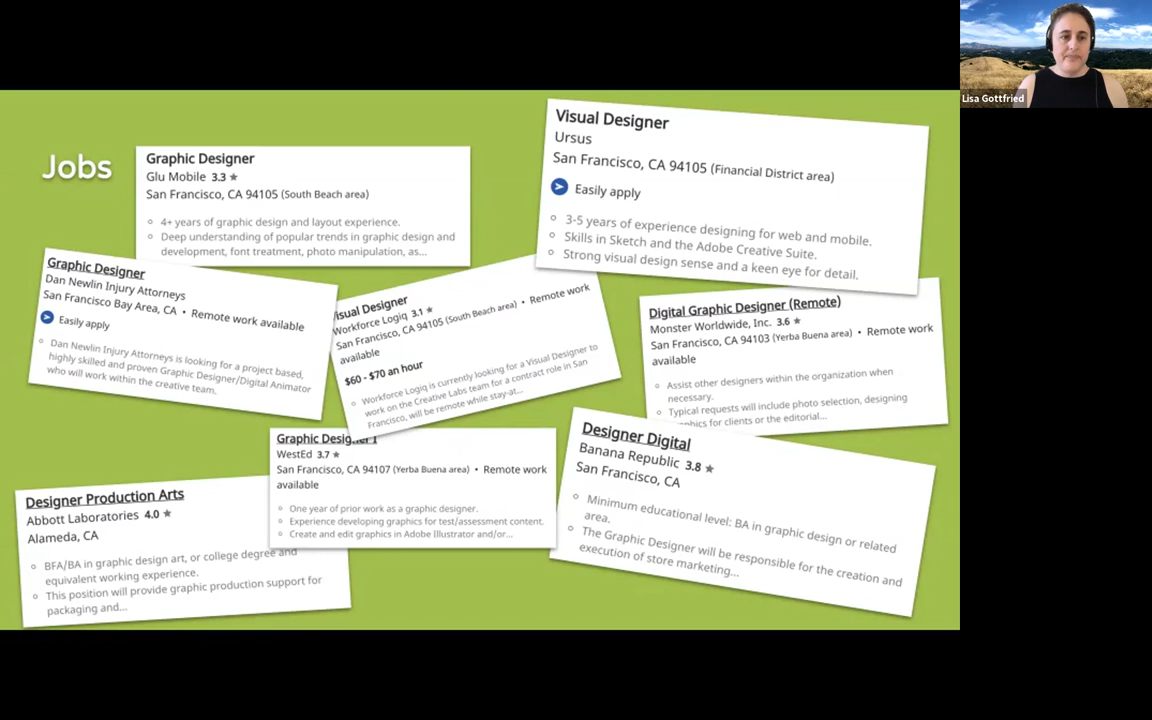 Jobs
Graphic Designer
Glu Mobile 3.3 ★
San Francisco, CA 94105 (South Beach area)
4+ years of graphic design and layout experience.
Deep understanding of popular trends in graphic design and
development, font treatment, photo manipulation, as...
Visual Designer
Ursus
San Francisco, CA 94105 (Financial District area)
Easily apply
3-5 years of experience designing for web and mobile.
Skills in Sketch and the Adobe Creative Suite.
Strong visual design sense and a keen eye for detail.
Graphic Designer
Dan Newlin Injury Attorneys
San Francisco Bay Area, CA • Remote work available
Easily apply
Dan Newlin Injury Attorneys is looking for a project based,
highly skilled and proven Graphic Designer/Digital Animator
who will work within the creative team.
Visual Designer
Workforce Logiq 3.1 ★
San Francisco, CA 94105 (South Beach area) • Remote work
available
$60 - $70 an hour
Workforce Logiq is currently looking for a Visual Designer to
work on the Creative Labs team for a contract role in San
Francisco, will be remote while stay-at...
Digital Graphic Designer (Remote)
Monster Worldwide, Inc. 3.6 ★
San Francisco, CA 94103 (Yerba Buena area) • Remote work
available
Assist other designers within the organization when
necessary.
Typical requests will include photo selection, designing
for clients or the editorial...
Graphic Designer I
WestEd 3.7 ★
San Francisco, CA 94107 (Yerba Buena area) • Remote work
available
One year of prior work as a graphic designer.
Experience developing graphics for test/assessment content.
Create and edit graphics in Adobe Illustrator and/or...
Designer Digital
Banana Republic 3.8 ★
San Francisco, CA
Minimum educational level: BA in graphic design or related
area.
The Graphic Designer will be responsible for the creation and
execution of store marketing...
Designer Production Arts
Abbott Laboratories 4.0 ★
Alameda, CA
BFA/BA in graphic design art, or college degree and
equivalent working experience.
This position will provide graphic production support for
packaging and...
Lisa Gottfried